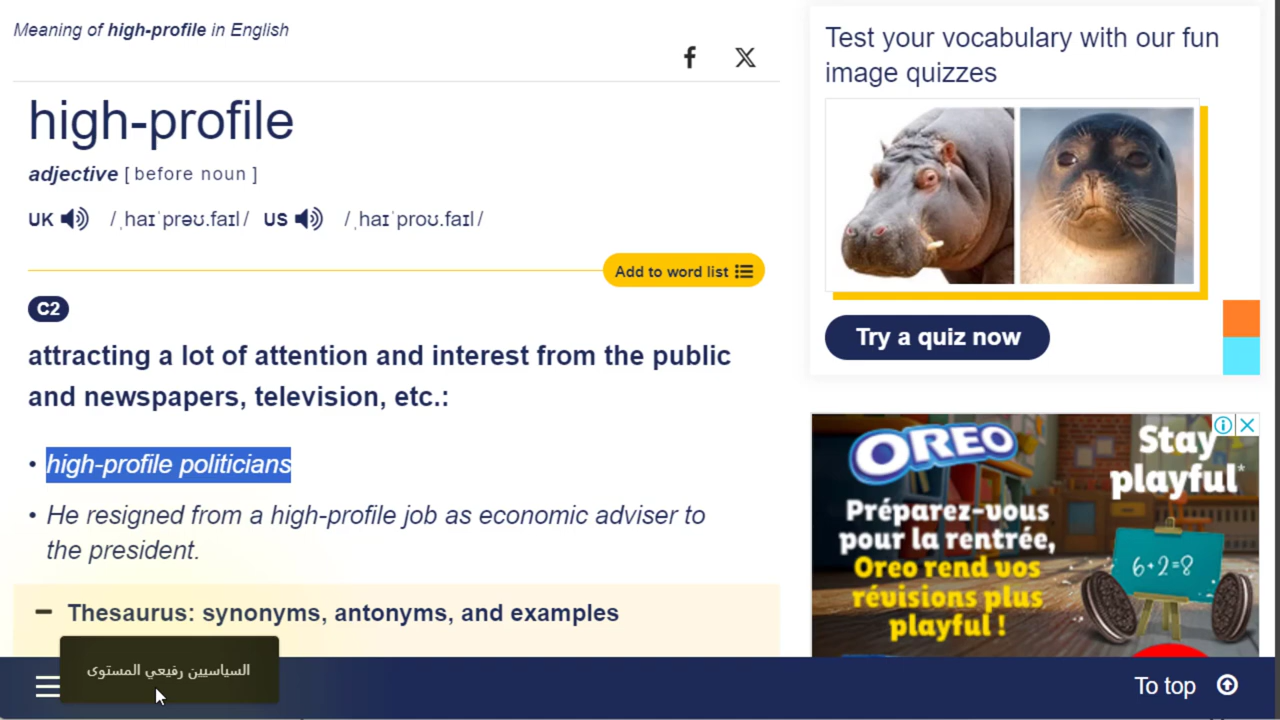 Meaning of high-profile in English
high-profile
adjective [ before noun ]
UK /ˌhaɪˈprəʊ.faɪl/ US /ˌhaɪˈproʊ.faɪl/
Add to word list
C2
attracting a lot of attention and interest from the public
and newspapers, television, etc.:
• high-profile politicians
• He resigned from a high-profile job as economic adviser to
the president.
Thesaurus: synonyms, antonyms, and examples
السياسيين رفيعي المستوى
To top
Test your vocabulary with our fun
image quizzes
Try a quiz now
OREO
Stay
playful*
Préparez-vous
pour la rentrée,
Oreo rend vos
révisions plus
playful !
6+2=8